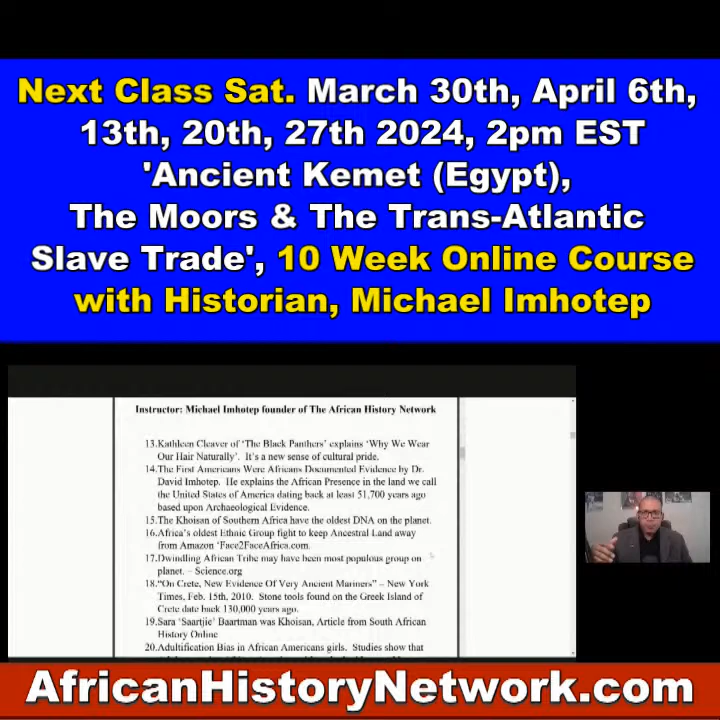 Next Class Sat. March 30th, April 6th,
13th, 20th, 27th 2024, 2pm EST
'Ancient Kemet (Egypt),
The Moors & The Trans-Atlantic
Slave Trade', 10 Week Online Course
with Historian, Michael Imhotep
Instructor: Michael Imhotep founder of The African History Network
13.Kathleen Cleaver of 'The Black Panthers' explains 'Why We Wear
Our Hair Naturally'. It's a new sense of cultural pride.
14.The First Americans Were Africans Documented Evidence by Dr.
David Imhotep. He explains the African Presence in the land we call
the United States of America dating back at least 51,700 years ago
based upon Archaeological Evidence.
15.The Khoisan of Southern Africa have the oldest DNA on the planet.
16.Africa's oldest Ethnic Group fight to keep Ancestral Land away
from Amazon 'Face2FaceAfrica.com.
17.Dwindling African Tribe may have been most populous group on
planet. – Science.org
18."On Crete, New Evidence Of Very Ancient Mariners" – New York
Times, Feb. 15th, 2010. Stone tools found on the Greek Island of
Crete date back 130,000 years ago.
19.Sara 'Saartjie' Baartman was Khoisan, Article from South African
History Online
20.Adultification Bias in African Americans girls. Studies show that
AfricanHistoryNetwork.com